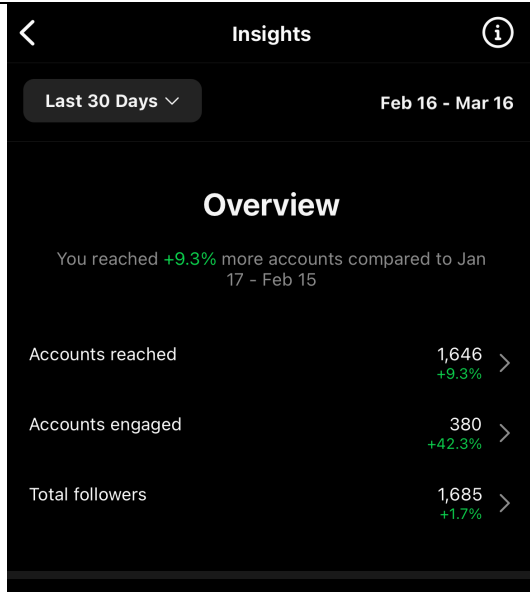 Insights
Last 30 Days
Feb 16 - Mar 16
Overview
You reached +9.3% more accounts compared to Jan
17 - Feb 15
Accounts reached
1,646
+9.3%
Accounts engaged
380
+42.3%
Total followers
1,685
+1.7%